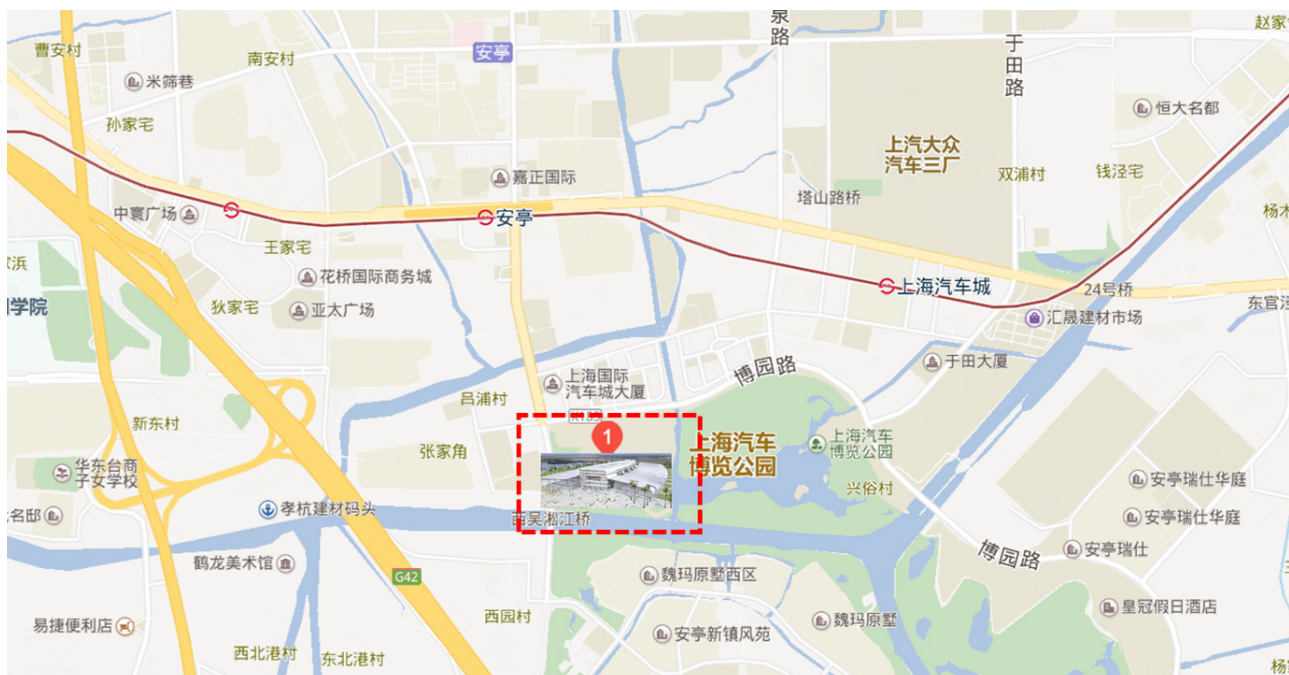 曹安村
米筛巷
南安村
安亭
泉路
于
田
路
赵家
恒大名都
孙家宅
上汽大众
汽车三厂
双浦村
钱泾宅
嘉正国际
塔山路桥
中寰广场
安亭
杨木
王家宅
花桥国际商务城
上海汽车城
24号桥
学院
狄家宅
亚太广场
汇晟建材市场
东官泾
博园路
于田大厦
上海国际
汽车城大厦
吕浦村
新东村
1
上海汽车
博览公园
上海汽车
博览公园
张家角
华东台商
子女学校
兴俗村
安亭瑞仕华庭
孝杭建材码头
名邸
西吴淞江桥
安亭瑞仕华庭
博园路
安亭瑞仕
鹤龙美术馆
G42
魏玛原墅西区
皇冠假日酒店
易捷便利店
西园村
魏玛原墅
安亭新镇风苑
西北港村
东北港村
杨